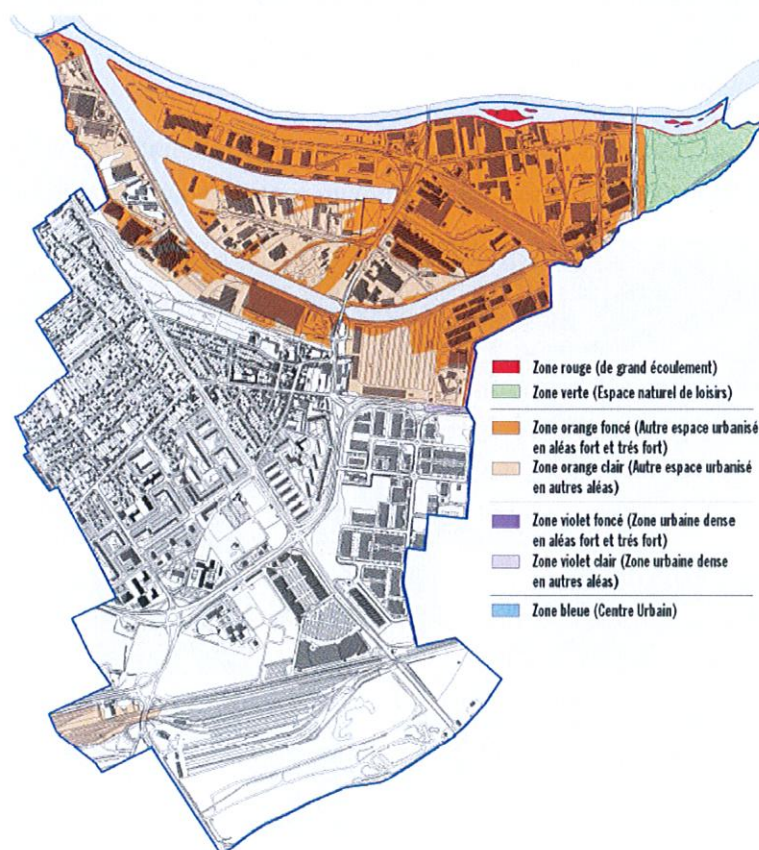 Zone rouge (de grand écoulement)
Zone verte (Espace naturel de loisirs)
Zone orange foncé (Autre espace urbanisé
en aléas fort et trés fort)
Zone orange clair (Autre espace urbanisé
en autres aléas)
Zone violet foncé (Zone urbaine dense
en aléas fort et trés fort)
Zone violet clair (Zone urbaine dense
en autres aléas)
Zone bleue (Centre Urbain)